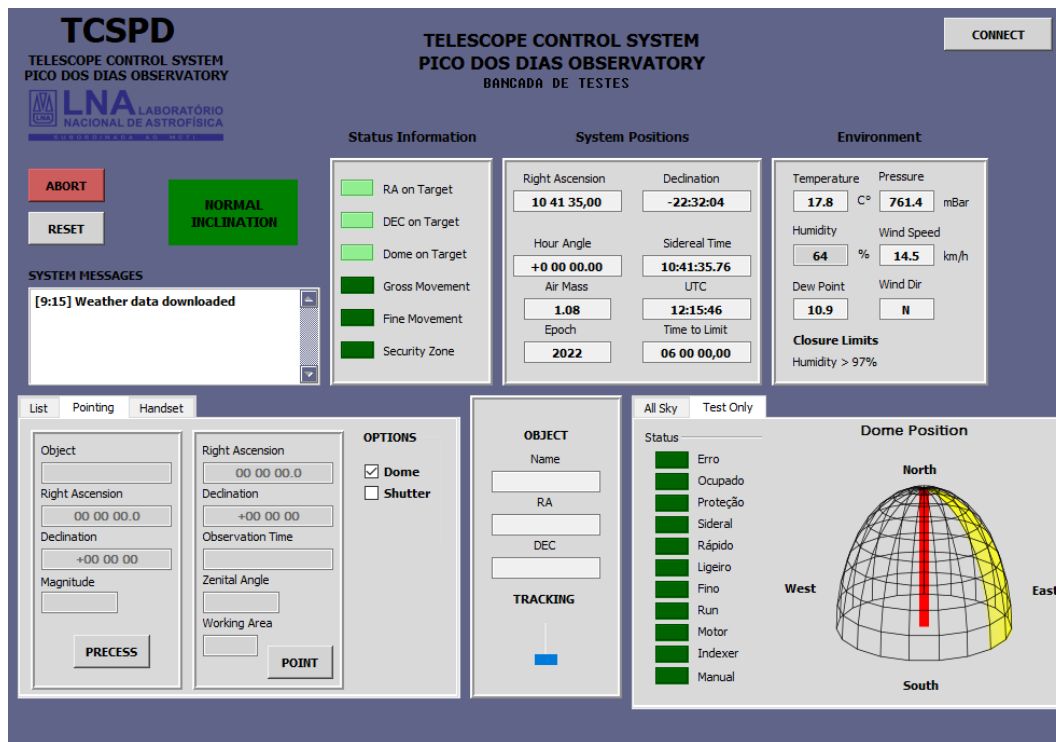 TCSPD
TELESCOPE CONTROL SYSTEM
PICO DOS DIAS OBSERVATORY
LNA LABORATÓRIO
NACIONAL DE ASTROFÍSICA
SUBORDINADA AO MCTI
TELESCOPE CONTROL SYSTEM
PICO DOS DIAS OBSERVATORY
BANCADA DE TESTES
CONNECT
ABORT
RESET
NORMAL
INCLINATION
SYSTEM MESSAGES
[9:15] Weather data downloaded
Status Information
RA on Target
DEC on Target
Dome on Target
Gross Movement
Fine Movement
Security Zone
System Positions
Right Ascension
10 41 35,00
Declination
-22:32:04
Hour Angle
+0 00 00.00
Sidereal Time
10:41:35.76
Air Mass
1.08
UTC
12:15:46
Epoch
2022
Time to Limit
06 00 00,00
Environment
Temperature
17.8 C°
Pressure
761.4 mBar
Humidity
64 %
Wind Speed
14.5 km/h
Dew Point
10.9
Wind Dir
N
Closure Limits
Humidity > 97%
List Pointing Handset
Object
Right Ascension
00 00 00.0
Declination
+00 00 00
Magnitude
PRECESS
Right Ascension
00 00 00.0
Declination
+00 00 00
Observation Time
Zenital Angle
Working Area
POINT
OPTIONS
Dome
Shutter
OBJECT
Name
RA
DEC
TRACKING
All Sky Test Only
Status
Erro
Ocupado
Proteção
Sideral
Rápido
Ligeiro
Fino
Run
Motor
Indexer
Manual
Dome Position
North
West
East
South